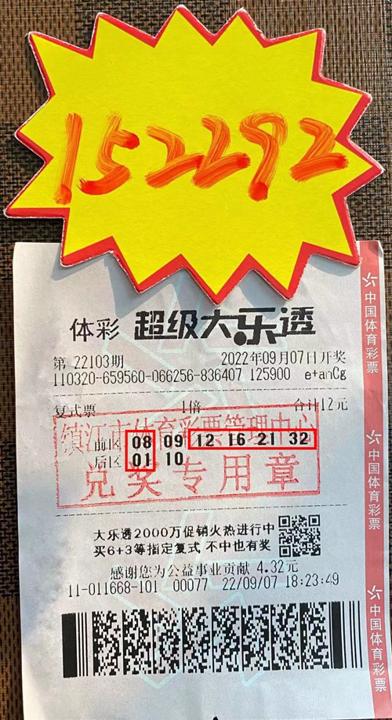 152292
体彩 超级大乐透
第 22103期 2022年09月07日开奖
110320-659560-066256-836407 125900 e+anCg
复式票 1倍 合计12元
镇江市体育彩票管理中心
前区 08 09 12 16 21 32
后区 01 10
兑奖专用章
大乐透2000万促销火热进行中
买6+3等指定复式 不中也有奖
感谢您为公益事业贡献 4.32元
11-011668-101 00077 22/09/07 18:23:49
中国体育彩票
中国体育彩票
中国体育彩票